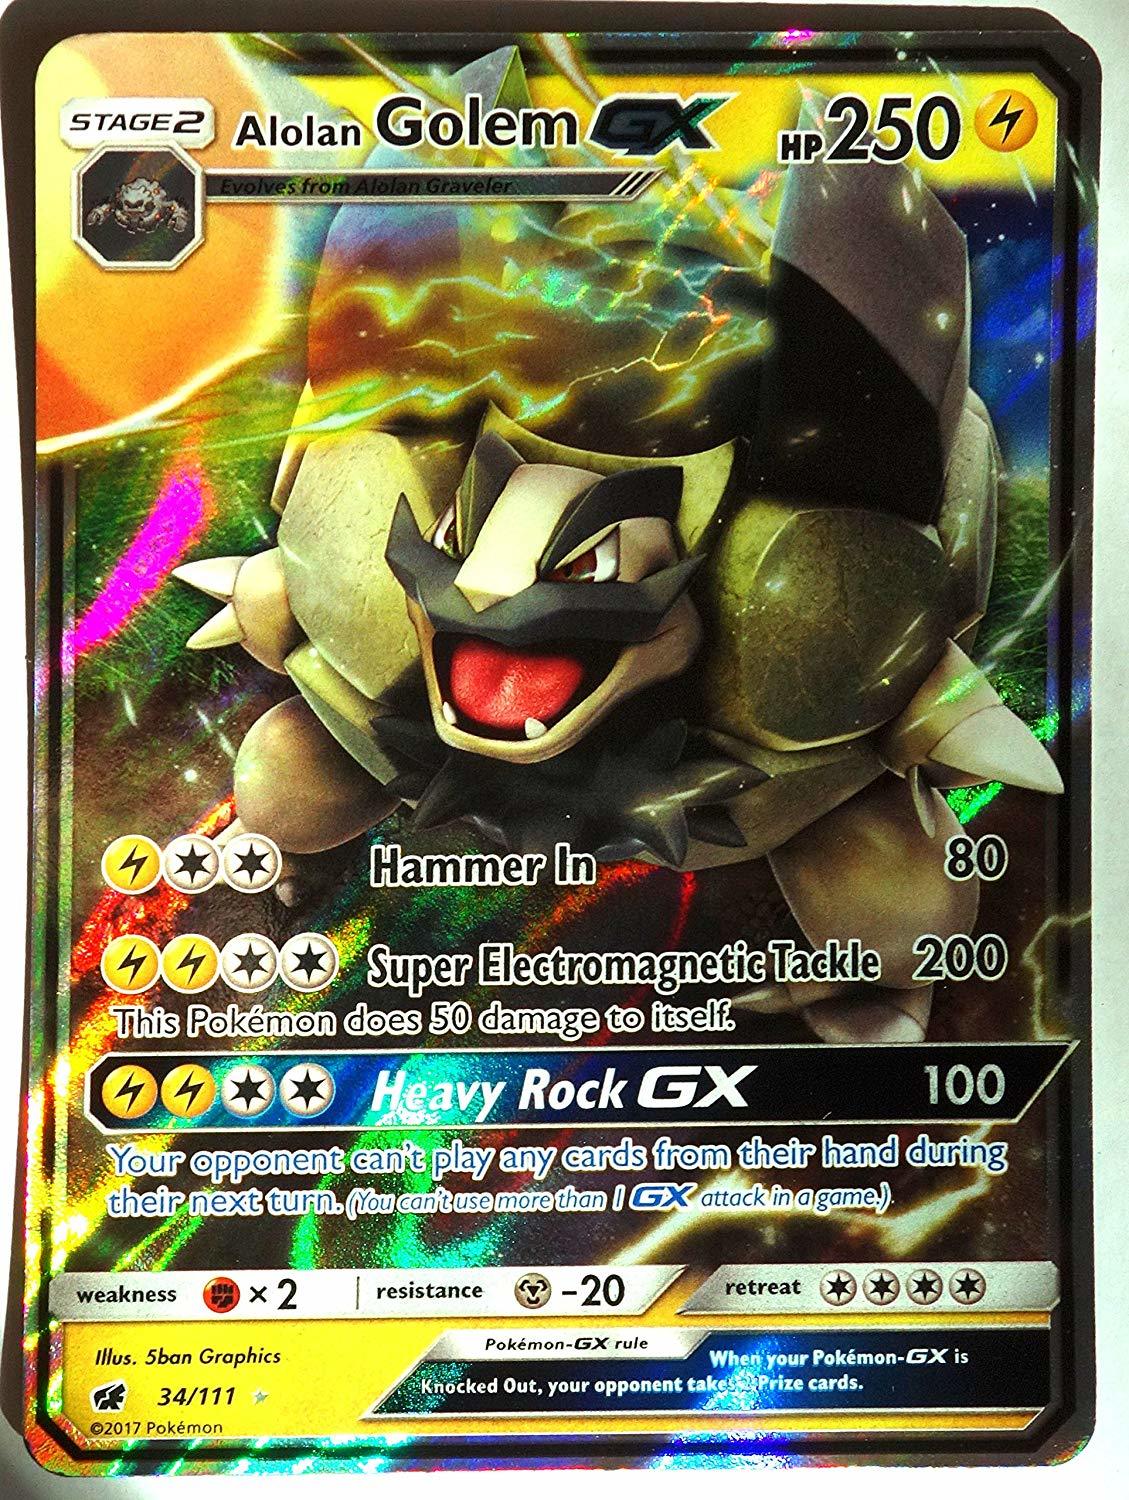 STAGE2 Alolan Golem GX HP250
Evolves from Alolan Graveler
Hammer In 80
Super Electromagnetic Tackle 200
This Pokémon does 50 damage to itself.
Heavy Rock GX 100
Your opponent can't play any cards from their hand during
their next turn. (You can't use more than 1 GX attack in a game.)
weakness × 2 resistance -20 retreat
Illus. 5ban Graphics
34/111
©2017 Pokémon
Pokémon-GX rule
When your Pokémon-GX is
Knocked Out, your opponent takes 2 Prize cards.